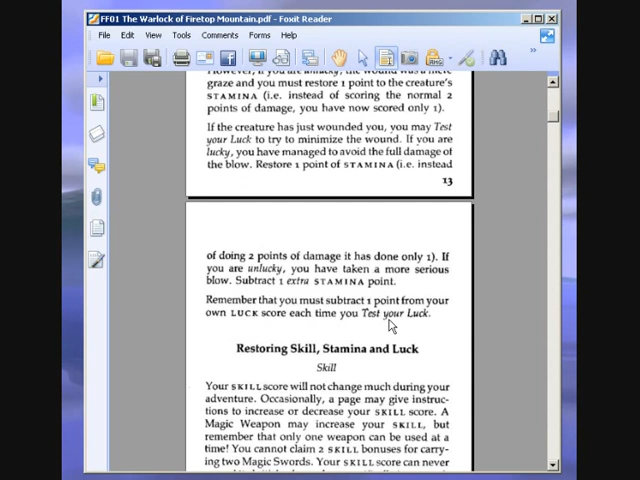 FF01 The Warlock of Firetop Mountain.pdf - Foxit Reader
File Edit View Tools Comments Forms Help
However, if you are unlucky, the wound was a mere
graze and you must restore 1 point to the creature's
STAMINA (i.e. instead of scoring the normal 2
points of damage, you have now scored only 1).
If the creature has just wounded you, you may Test
your Luck to try to minimize the wound. If you are
lucky, you have managed to avoid the full damage of
the blow. Restore 1 point of STAMINA (i.e. instead
13
of doing 2 points of damage it has done only 1). If
you are unlucky, you have taken a more serious
blow. Subtract 1 extra STAMINA point.
Remember that you must subtract 1 point from your
own LUCK score each time you Test your Luck.
Restoring Skill, Stamina and Luck
Skill
Your SKILL score will not change much during your
adventure. Occasionally, a page may give instruc-
tions to increase or decrease your SKILL score. A
Magic Weapon may increase your SKILL, but
remember that only one weapon can be used at a
time! You cannot claim 2 SKILL bonuses for carry-
ing two Magic Swords. Your SKILL score can never